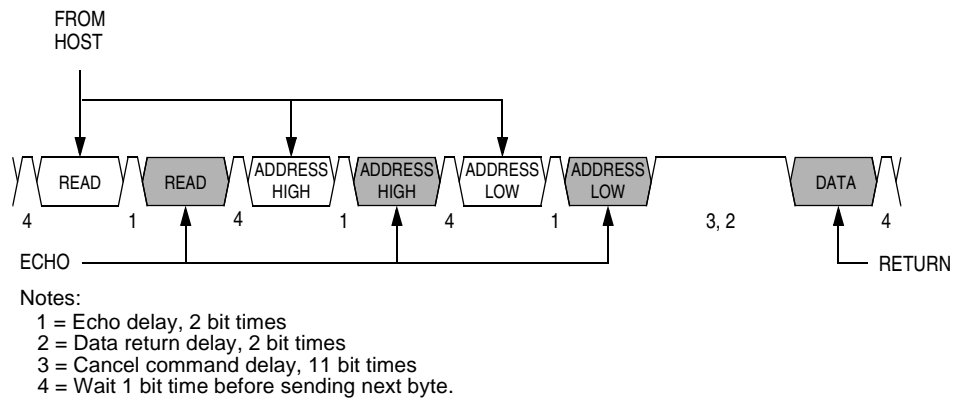 FROM
HOST
READ READ ADDRESS HIGH ADDRESS HIGH ADDRESS LOW ADDRESS LOW DATA
4 1 4 1 4 1 3, 2 4
ECHO RETURN
Notes:
1 = Echo delay, 2 bit times
2 = Data return delay, 2 bit times
3 = Cancel command delay, 11 bit times
4 = Wait 1 bit time before sending next byte.